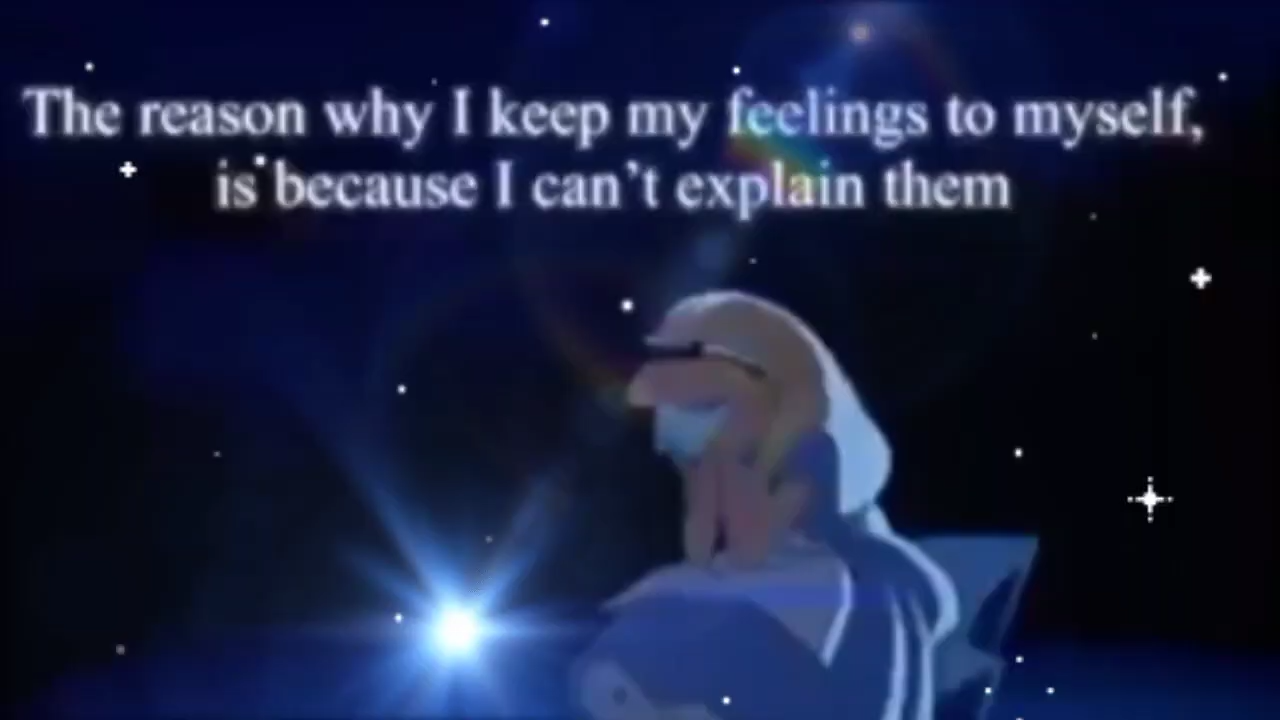 The reason why I keep my feelings to myself,
is because I can’t explain them